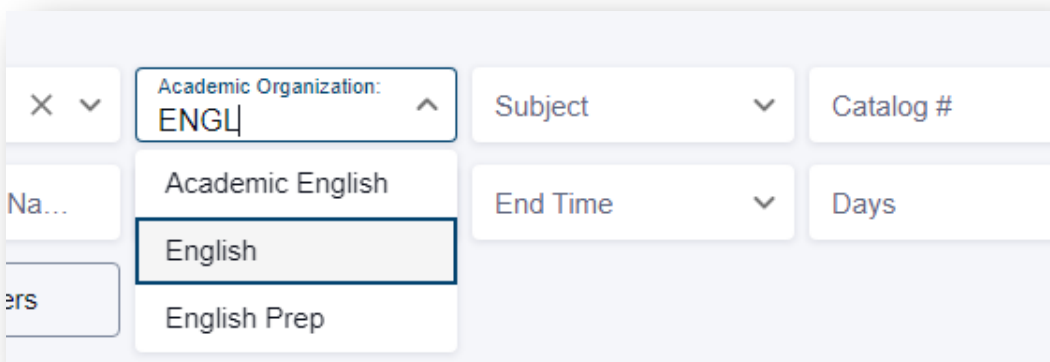 Academic Organization:
ENGL
Subject
Catalog #
Academic English
Na...
End Time
Days
English
ers
English Prep